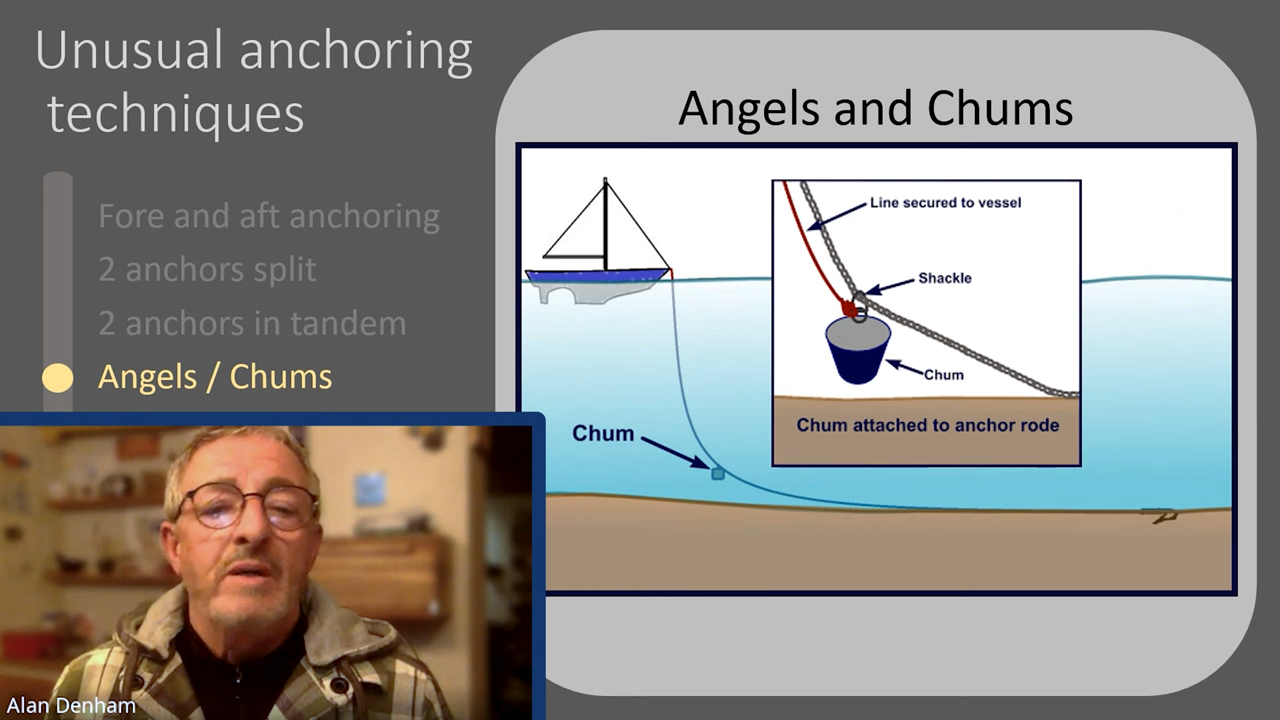 Unusual anchoring
techniques
Fore and aft anchoring
2 anchors split
2 anchors in tandem
Angels / Chums
Angels and Chums
Line secured to vessel
Shackle
Chum
Chum attached to anchor rode
Chum
Alan Denham